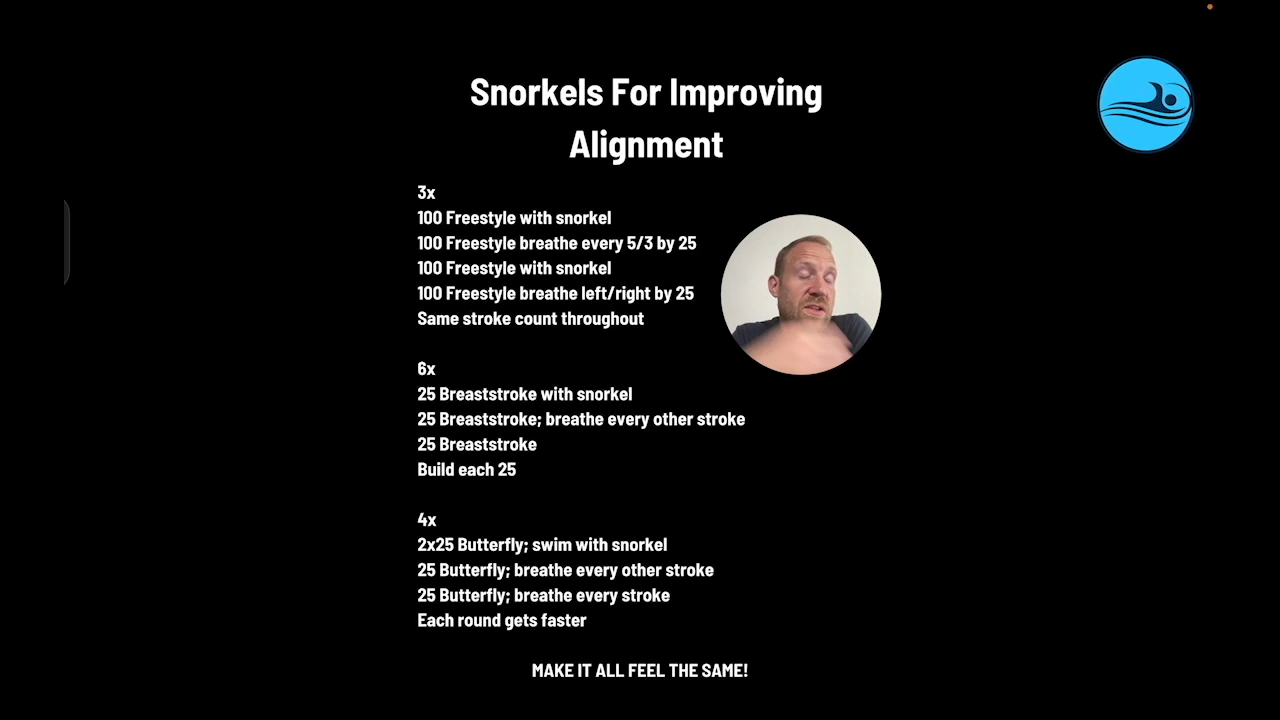 Snorkels For Improving
Alignment
3x
100 Freestyle with snorkel
100 Freestyle breathe every 5/3 by 25
100 Freestyle with snorkel
100 Freestyle breathe left/right by 25
Same stroke count throughout
6x
25 Breaststroke with snorkel
25 Breaststroke; breathe every other stroke
25 Breaststroke
Build each 25
4x
2x25 Butterfly; swim with snorkel
25 Butterfly; breathe every other stroke
25 Butterfly; breathe every stroke
Each round gets faster
MAKE IT ALL FEEL THE SAME!